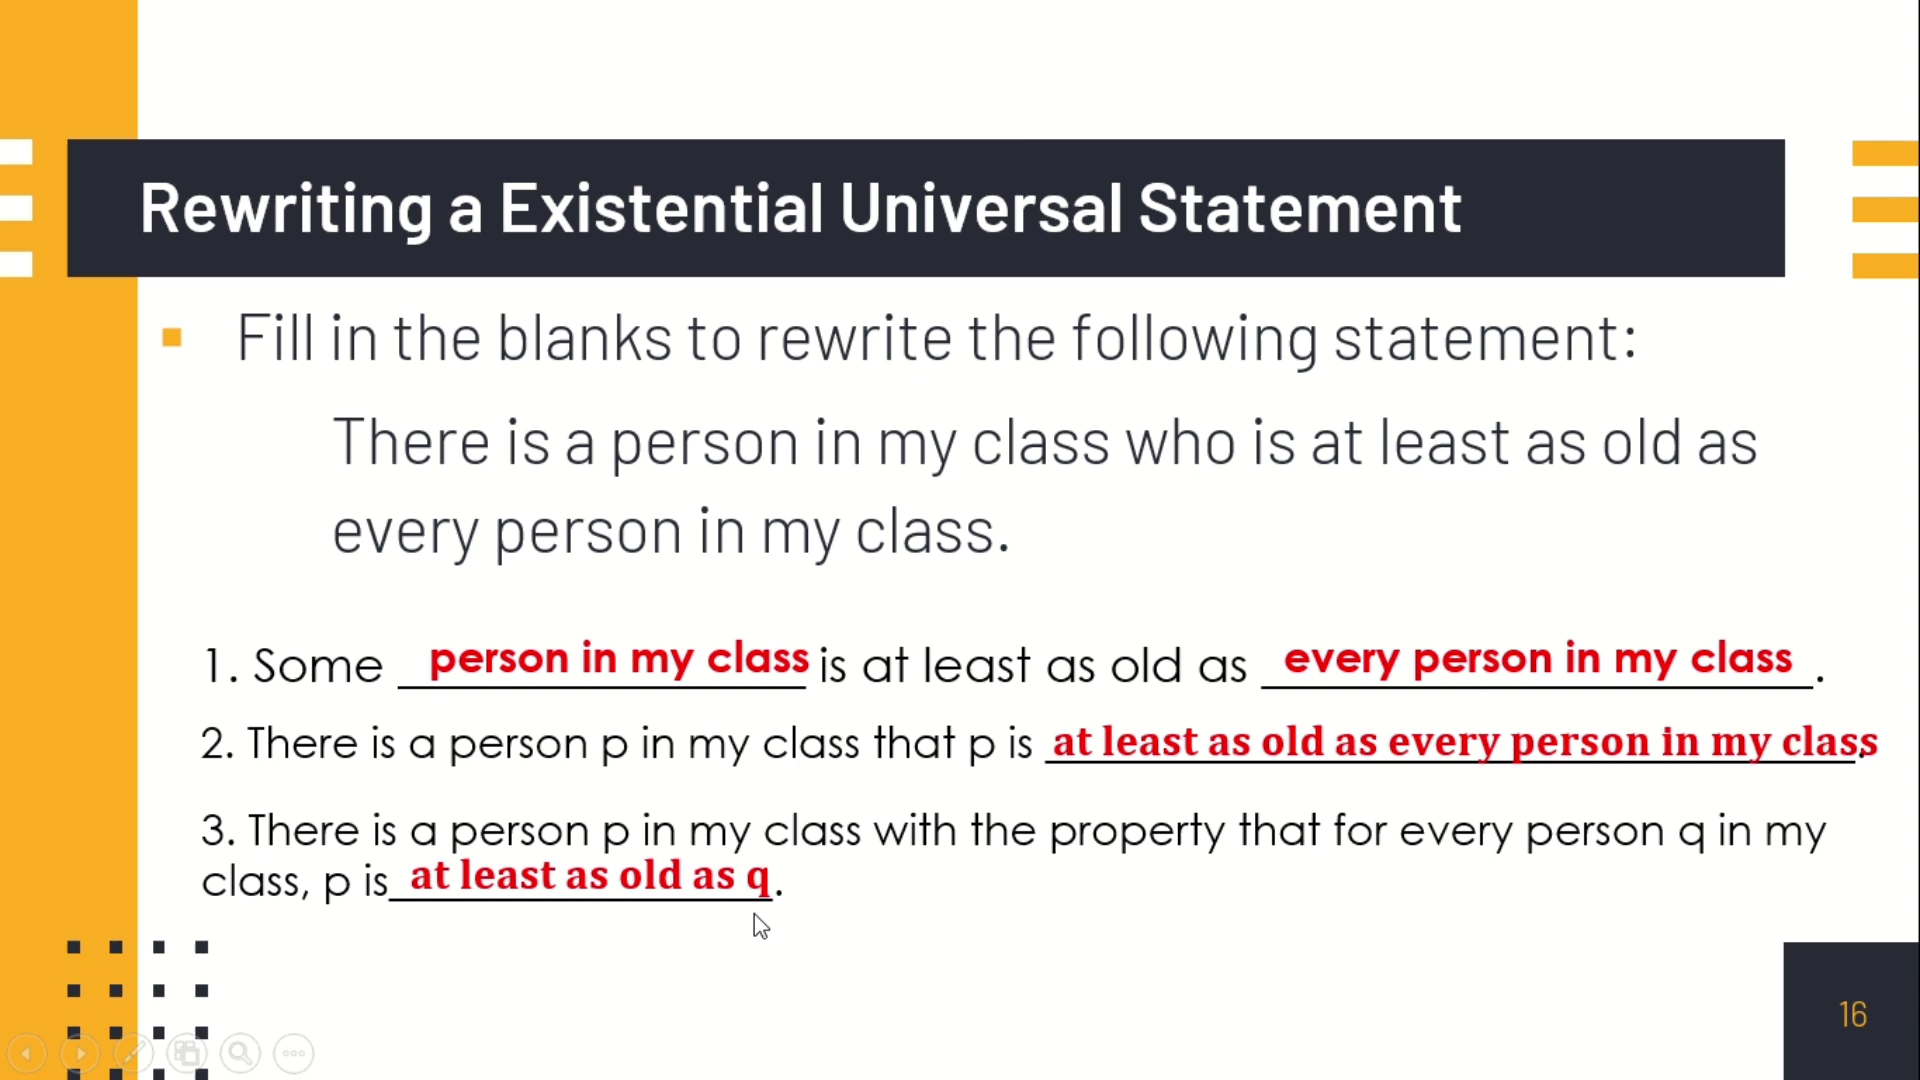 Rewriting a Existential Universal Statement
Fill in the blanks to rewrite the following statement:
There is a person in my class who is at least as old as
every person in my class.
1. Some person in my class is at least as old as every person in my class.
2. There is a person p in my class that p is at least as old as every person in my class.
3. There is a person p in my class with the property that for every person q in my
class, p is at least as old as q.
16